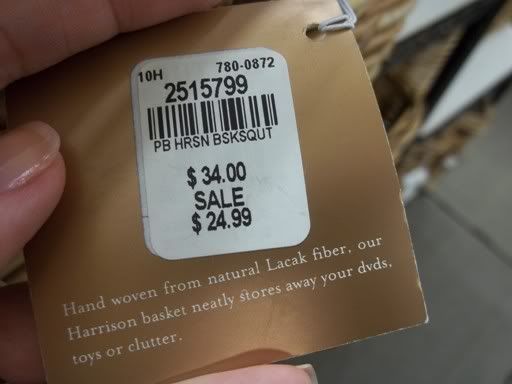 10H 780-0872
2515799
PB HRSN BSKSQUT
$ 34.00
SALE
$ 24.99
Hand woven from natural Lacak fiber, our
Harrison basket neatly stores away your dvds,
toys or clutter.